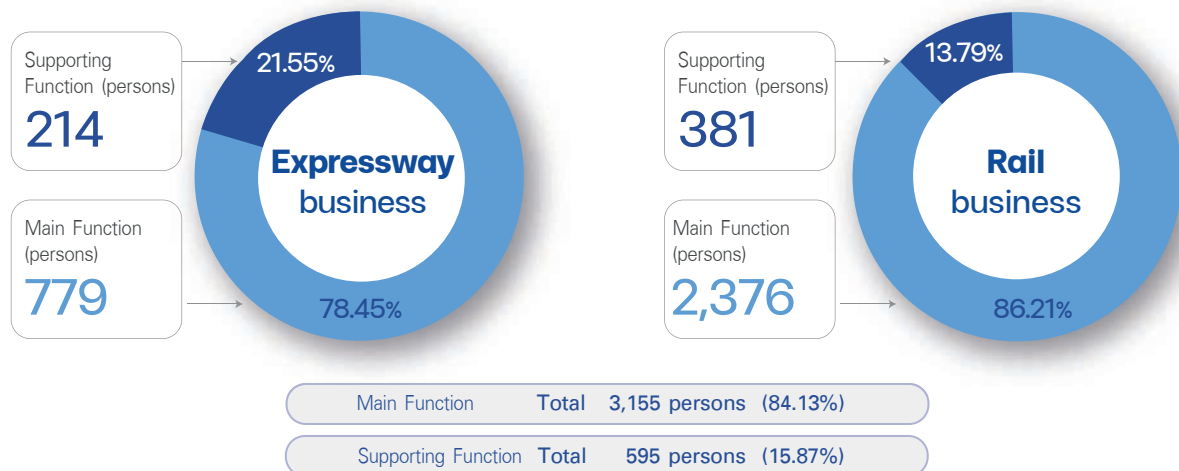 Supporting
Function (persons)
214
21.55%
Expressway
business
Main Function
(persons)
779
78.45%
Supporting
Function (persons)
381
13.79%
Rail
business
Main Function
(persons)
2,376
86.21%
Main Function Total 3,155 persons (84.13%)
Supporting Function Total 595 persons (15.87%)